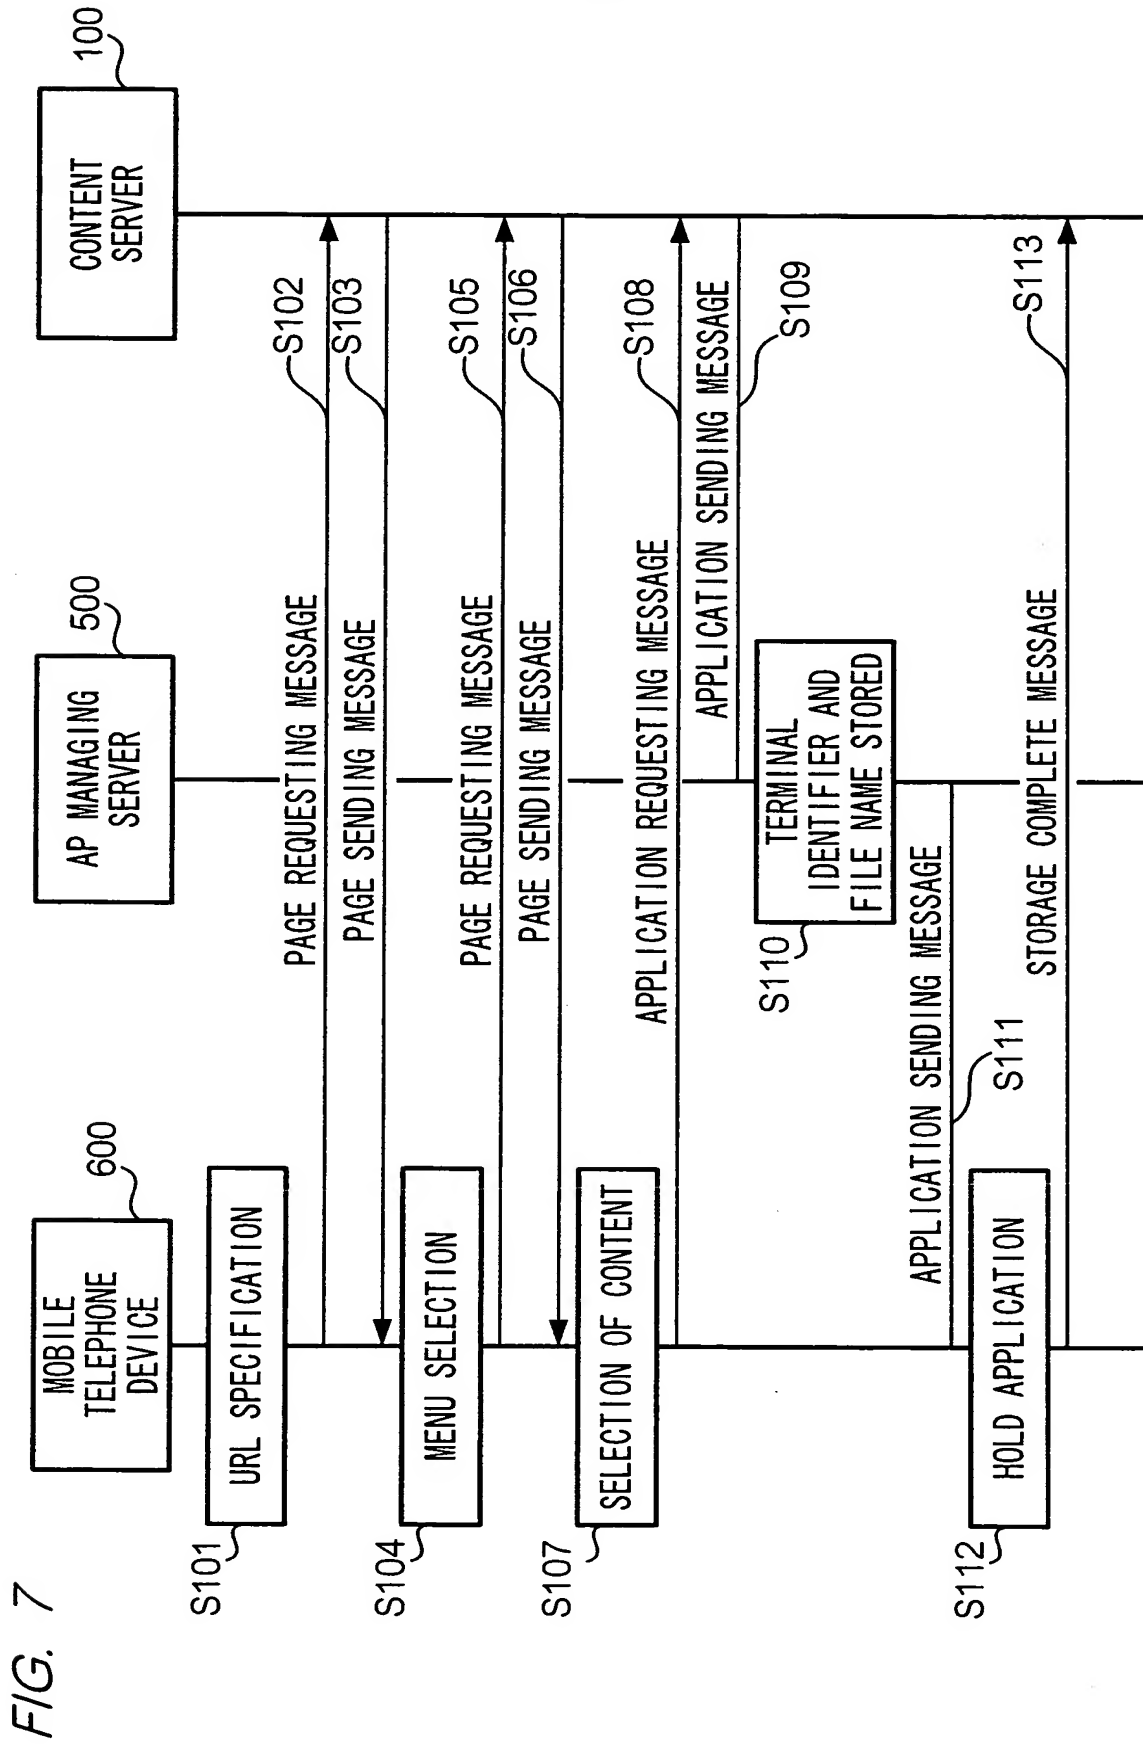 FIG. 7
MOBILE
TELEPHONE
DEVICE
600
AP MANAGING
SERVER
500
CONTENT
SERVER
100
S101
URL SPECIFICATION
PAGE REQUESTING MESSAGE
S102
PAGE SENDING MESSAGE
S103
S104
MENU SELECTION
PAGE REQUESTING MESSAGE
S105
PAGE SENDING MESSAGE
S106
S107
SELECTION OF CONTENT
APPLICATION REQUESTING MESSAGE
S108
APPLICATION SENDING MESSAGE
S109
S110
TERMINAL
IDENTIFIER AND
FILE NAME STORED
APPLICATION SENDING MESSAGE
S111
S112
HOLD APPLICATION
STORAGE COMPLETE MESSAGE
S113